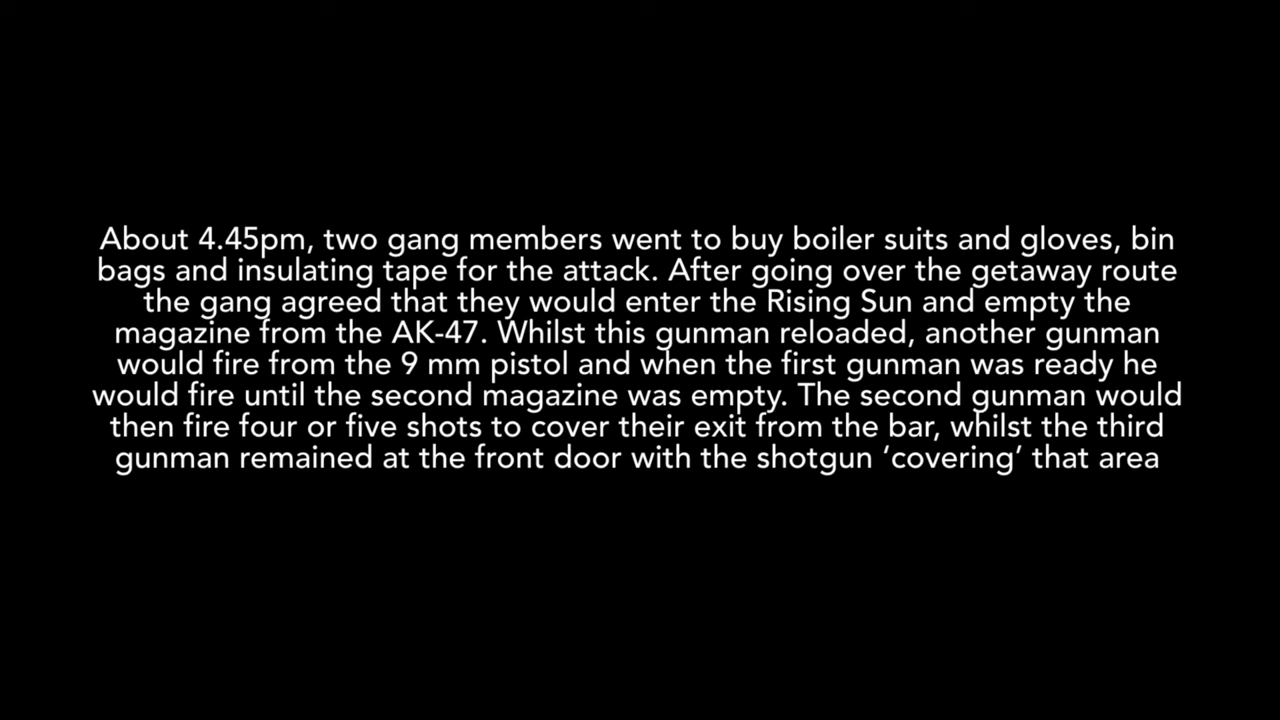 About 4.45pm, two gang members went to buy boiler suits and gloves, bin
bags and insulating tape for the attack. After going over the getaway route
the gang agreed that they would enter the Rising Sun and empty the
magazine from the AK-47. Whilst this gunman reloaded, another gunman
would fire from the 9 mm pistol and when the first gunman was ready he
would fire until the second magazine was empty. The second gunman would
then fire four or five shots to cover their exit from the bar, whilst the third
gunman remained at the front door with the shotgun ‘covering’ that area